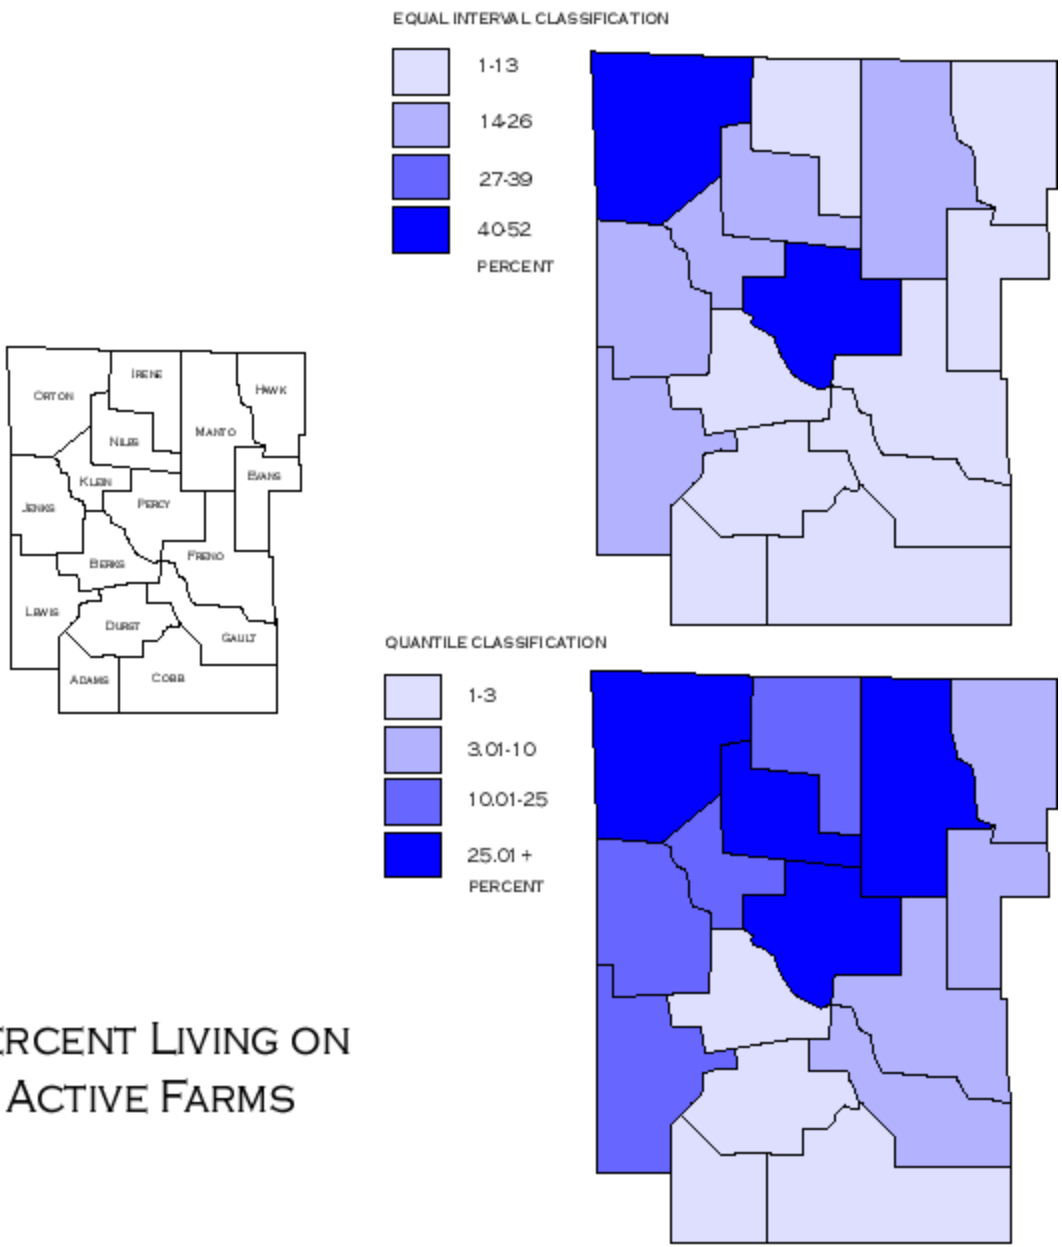 EQUAL INTERVAL CLASSIFICATION
1-13
14-26
27-39
40-52
PERCENT
ORTON
IRENE
HAWK
MANTO
NILES
KLEIN
EVANS
JENKS
PERCY
BERKS
FRENO
LEWIS
DURST
GAULT
ADAMS
COBB
QUANTILE CLASSIFICATION
1-3
3.01-10
10.01-25
25.01 +
PERCENT
ERCENT LIVING ON
ACTIVE FARMS